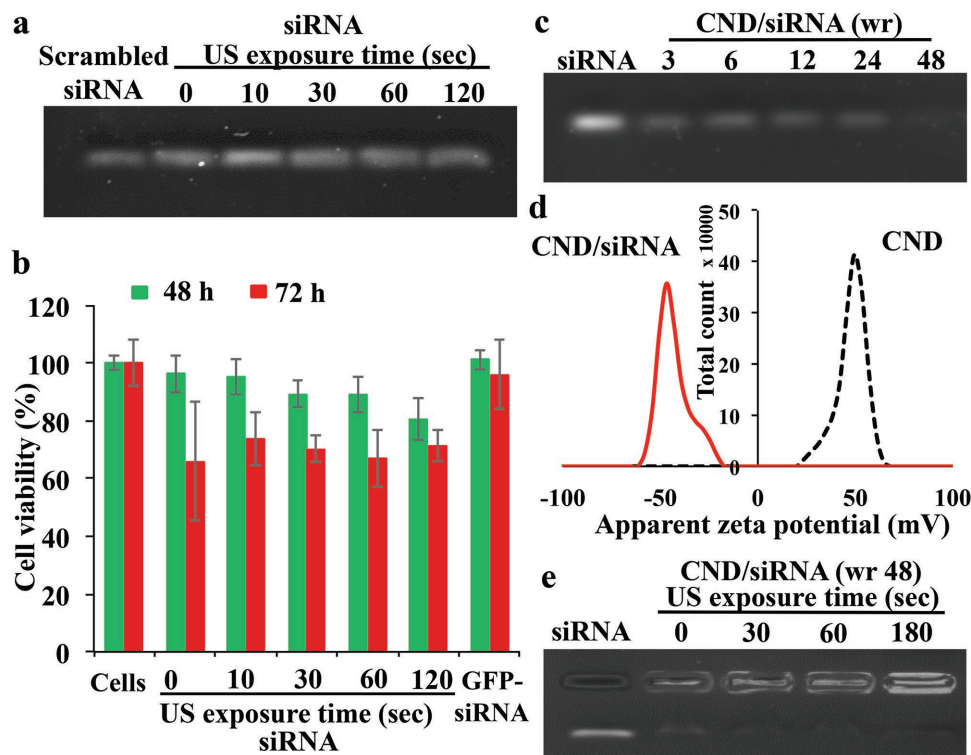 a
siRNA
Scrambled US exposure time (sec)
siRNA 0 10 30 60 120
b
48 h 72 h
Cell viability (%)
120
100
80
60
40
20
0
Cells 0 10 30 60 120 GFP-
US exposure time (sec) siRNA
siRNA
c
CND/siRNA (wr)
siRNA 3 6 12 24 48
d
CND/siRNA
CND
Total count x 10000
50
40
30
20
10
0
-100 -50 0 50 100
Apparent zeta potential (mV)
e
CND/siRNA (wr 48)
US exposure time (sec)
siRNA 0 30 60 180